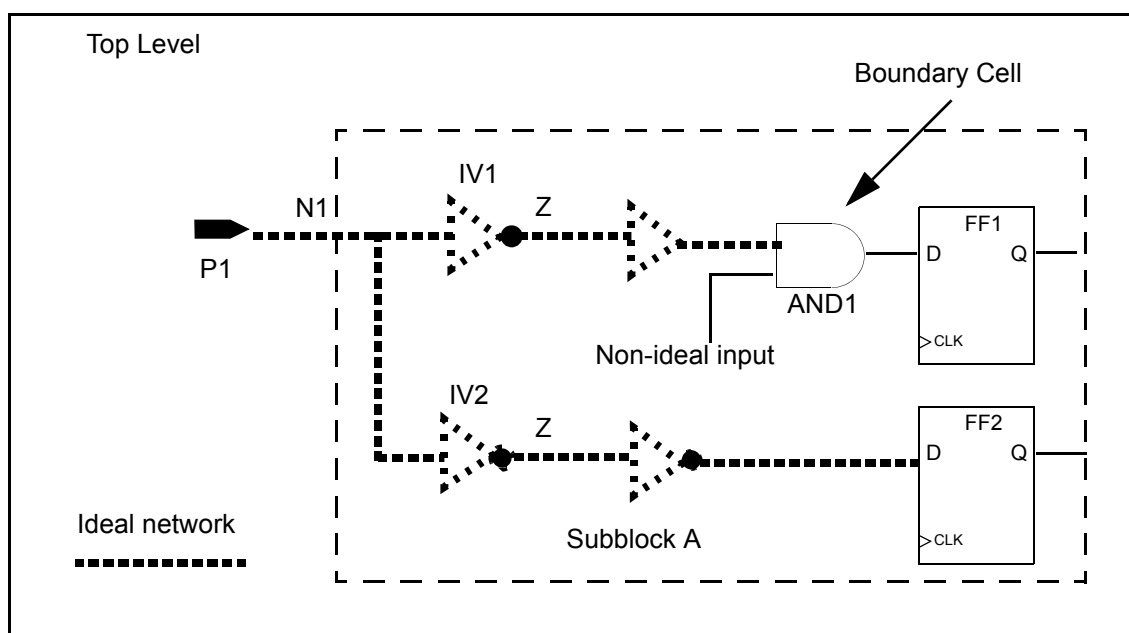 Top Level
Boundary Cell
IV1
N1
Z
P1
D
FF1
Q
AND1
CLK
Non-ideal input
IV2
Z
FF2
D
Q
Ideal network
Subblock A
CLK